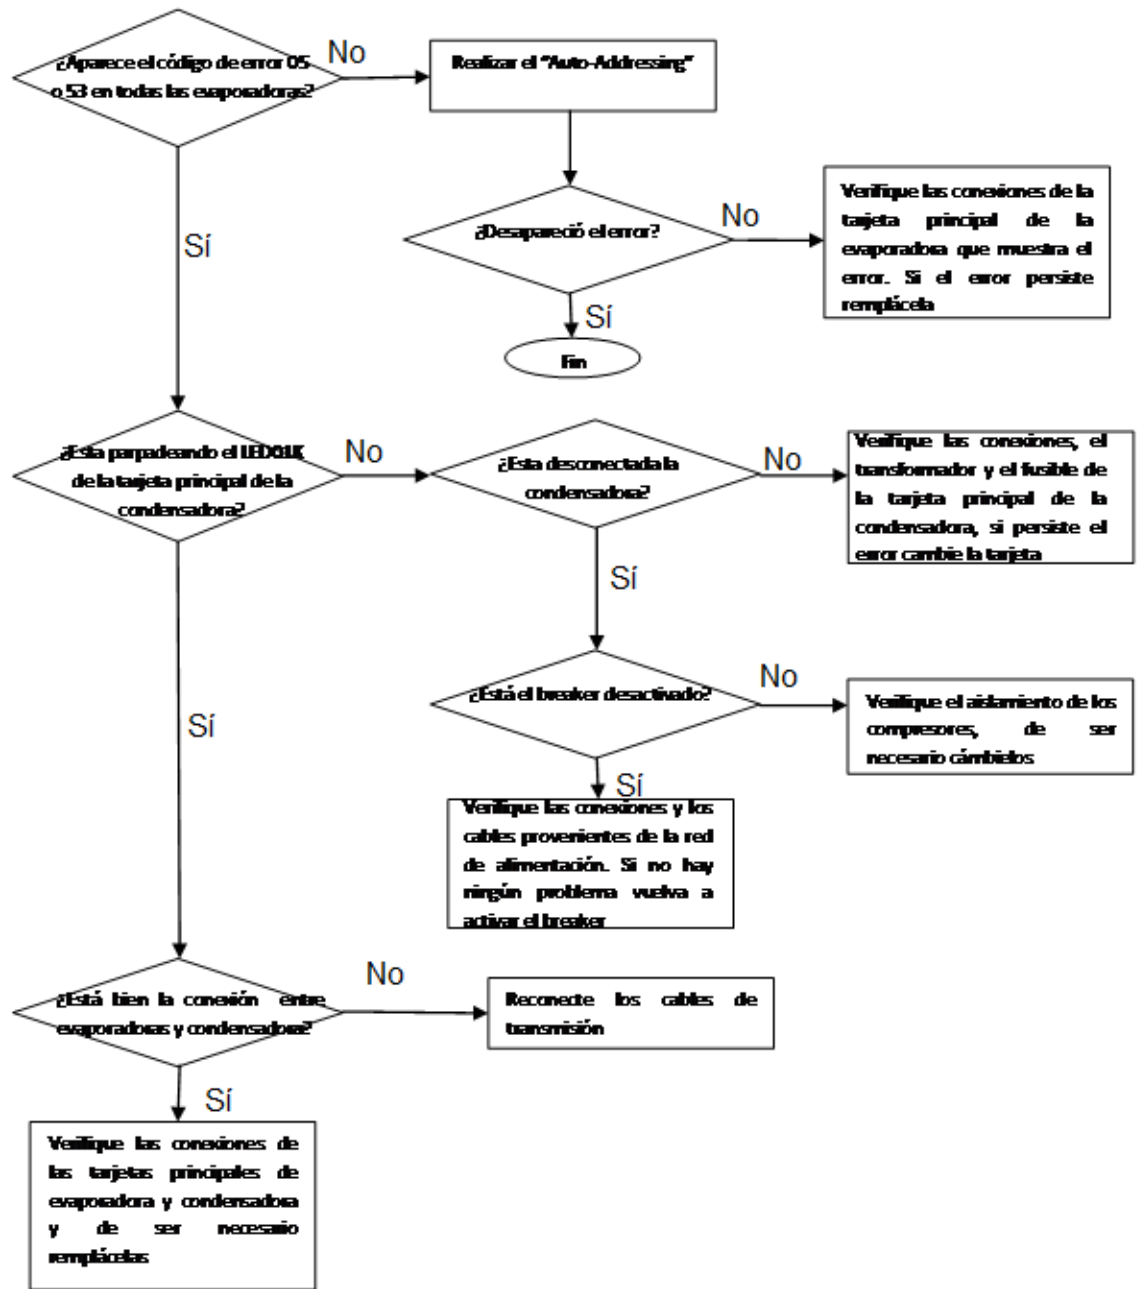 ¿Aparece el código de error 05
o 53 en todas las evaporadoras?
No
Realizar el “Auto-Addressing”
Sí
¿Desapareció el error?
No
Verifique las conexiones de la
tarjeta principal de la
evaporadora que muestra el
error. Si el error persiste
remplácela
Sí
Fin
¿Esta parpadeando el LED01K
de la tarjeta principal de la
condensadora?
No
¿Esta desconectada la
condensadora?
No
Verifique las conexiones, el
transformador y el fusible de
la tarjeta principal de la
condensadora, si persiste el
error cambie la tarjeta
Sí
¿Está el breaker desactivado?
No
Verifique el aislamiento de los
compresores, de ser
necesario cámbielos
Sí
Sí
Verifique las conexiones y los
cables provenientes de la red
de alimentación. Si no hay
ningún problema vuelva a
activar el breaker
¿Está bien la conexión entre
evaporadoras y condensadora?
No
Reconecte los cables de
transmisión
Sí
Verifique las conexiones de
las tarjetas principales de
evaporadora y condensadora
y de ser necesario
remplácelas